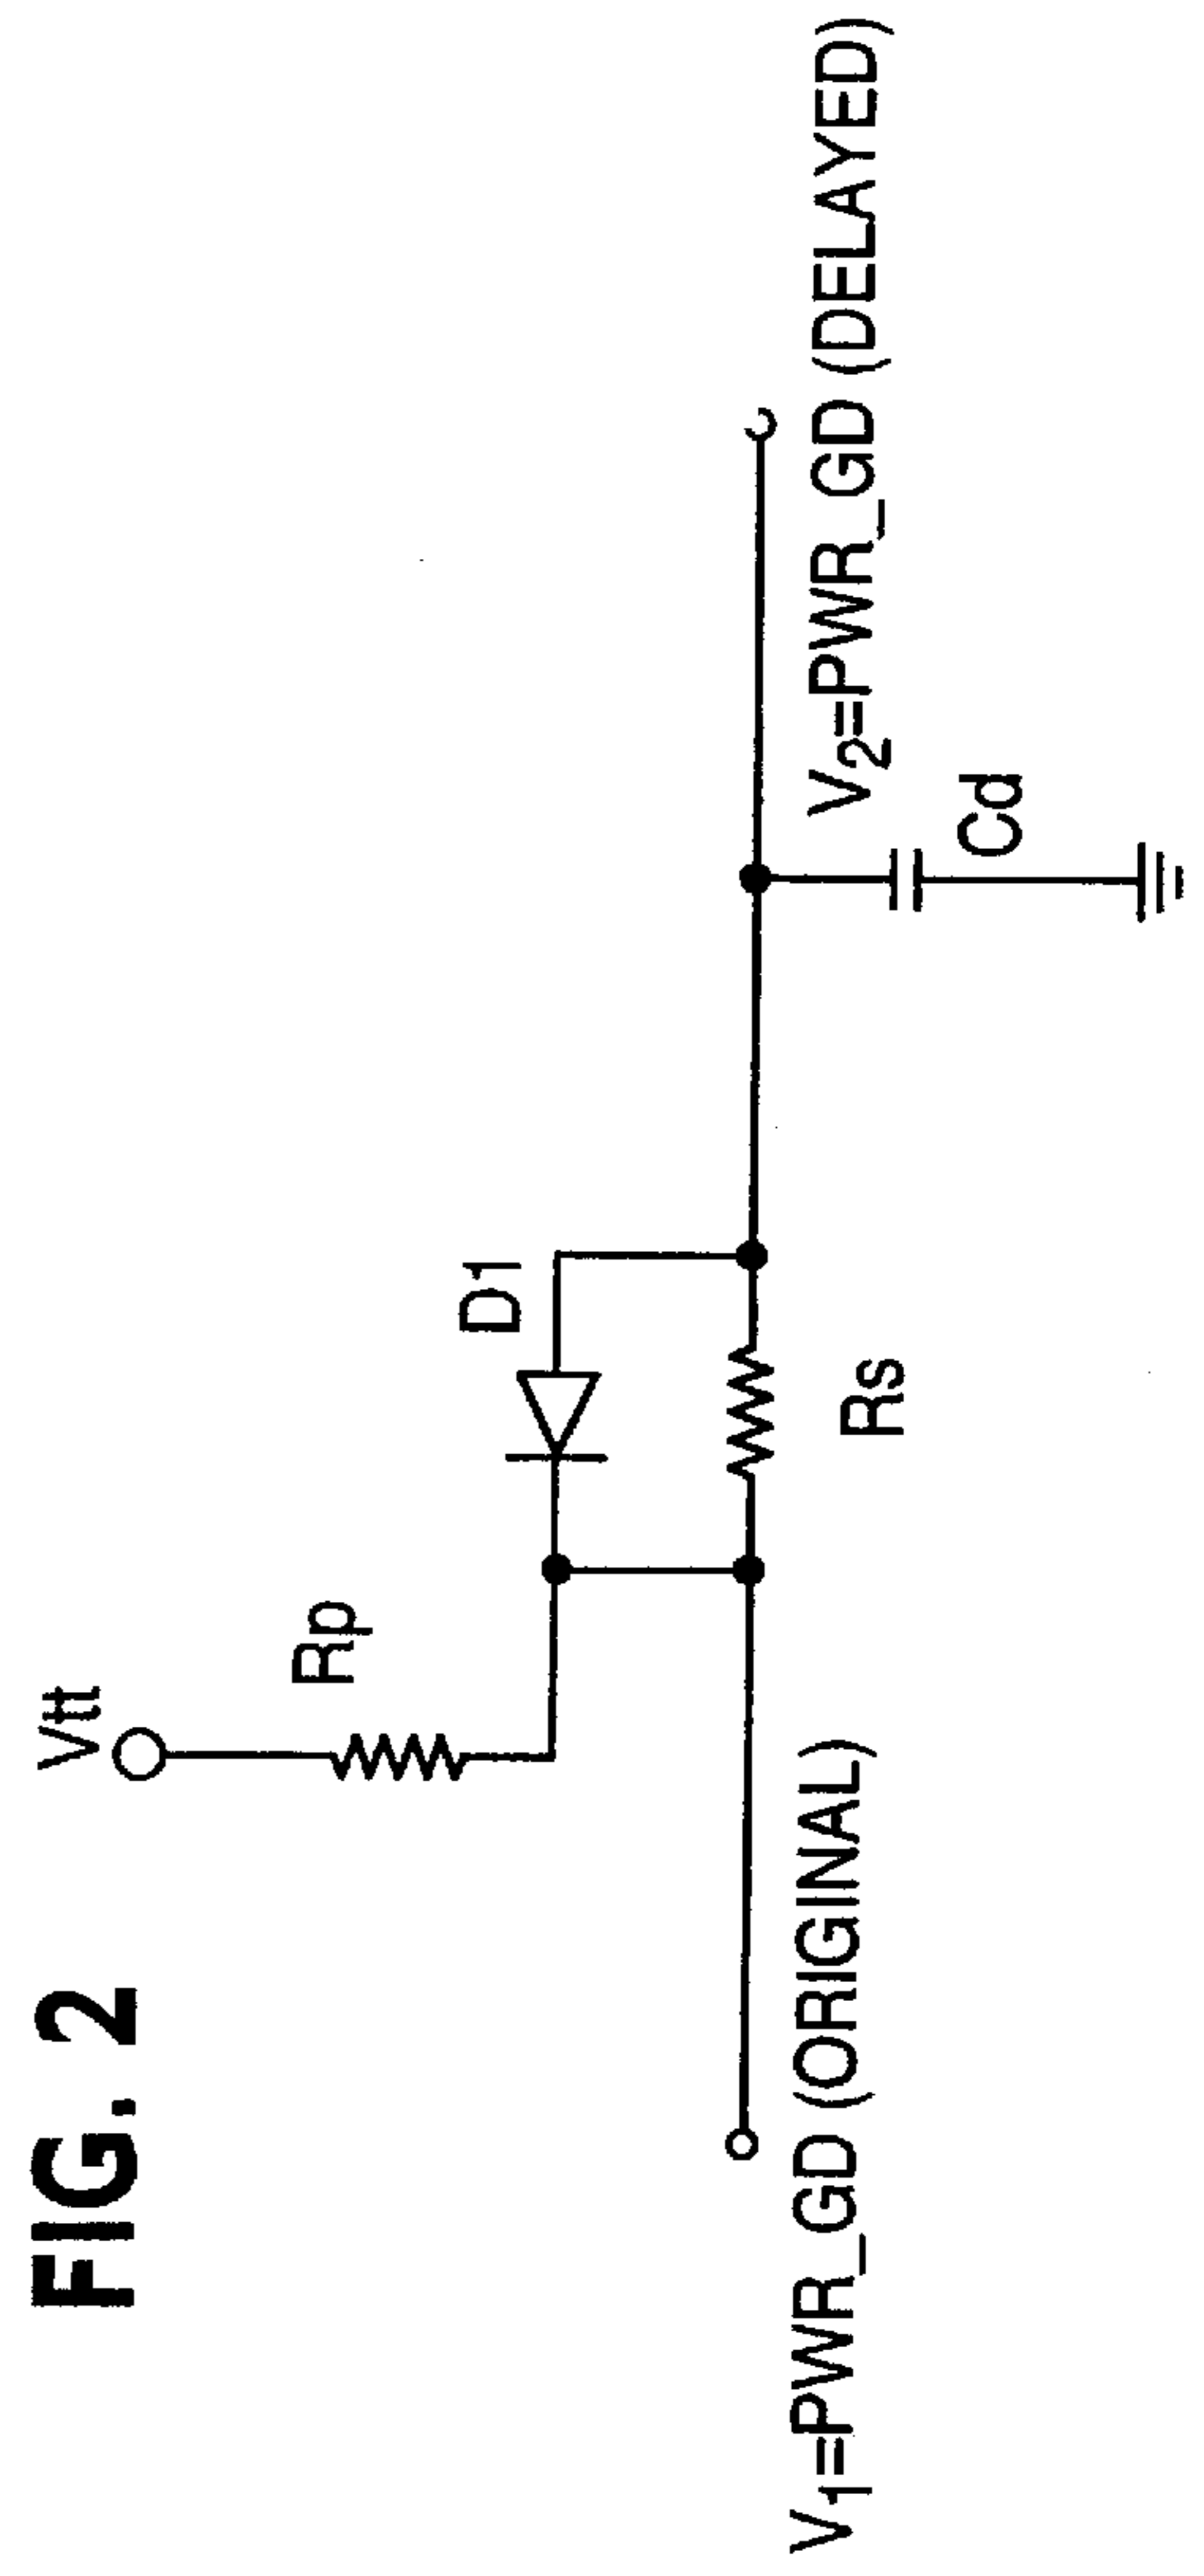 FIG. 2
Vtt
Rp
D1
Rs
Cd
V1=PWR_GD (ORIGINAL)
V2=PWR_GD (DELAYED)